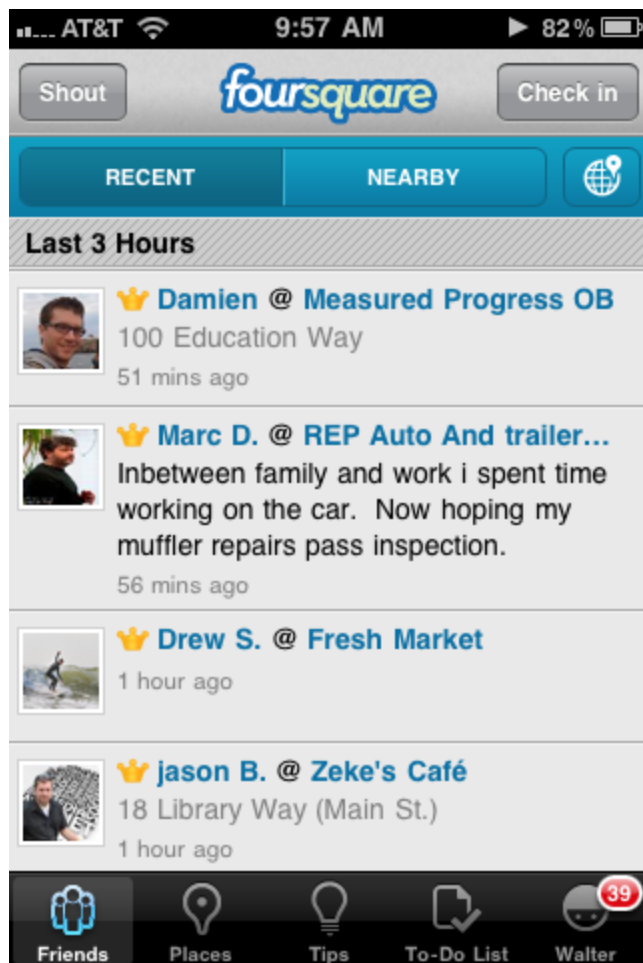 AT&T 9:57 AM 82%
Shout foursquare Check in
RECENT NEARBY
Last 3 Hours
Damien @ Measured Progress OB
100 Education Way
51 mins ago
Marc D. @ REP Auto And trailer...
Inbetween family and work i spent time
working on the car. Now hoping my
muffler repairs pass inspection.
56 mins ago
Drew S. @ Fresh Market
1 hour ago
jason B. @ Zeke's Café
18 Library Way (Main St.)
1 hour ago
39
Friends Places Tips To-Do List Walter